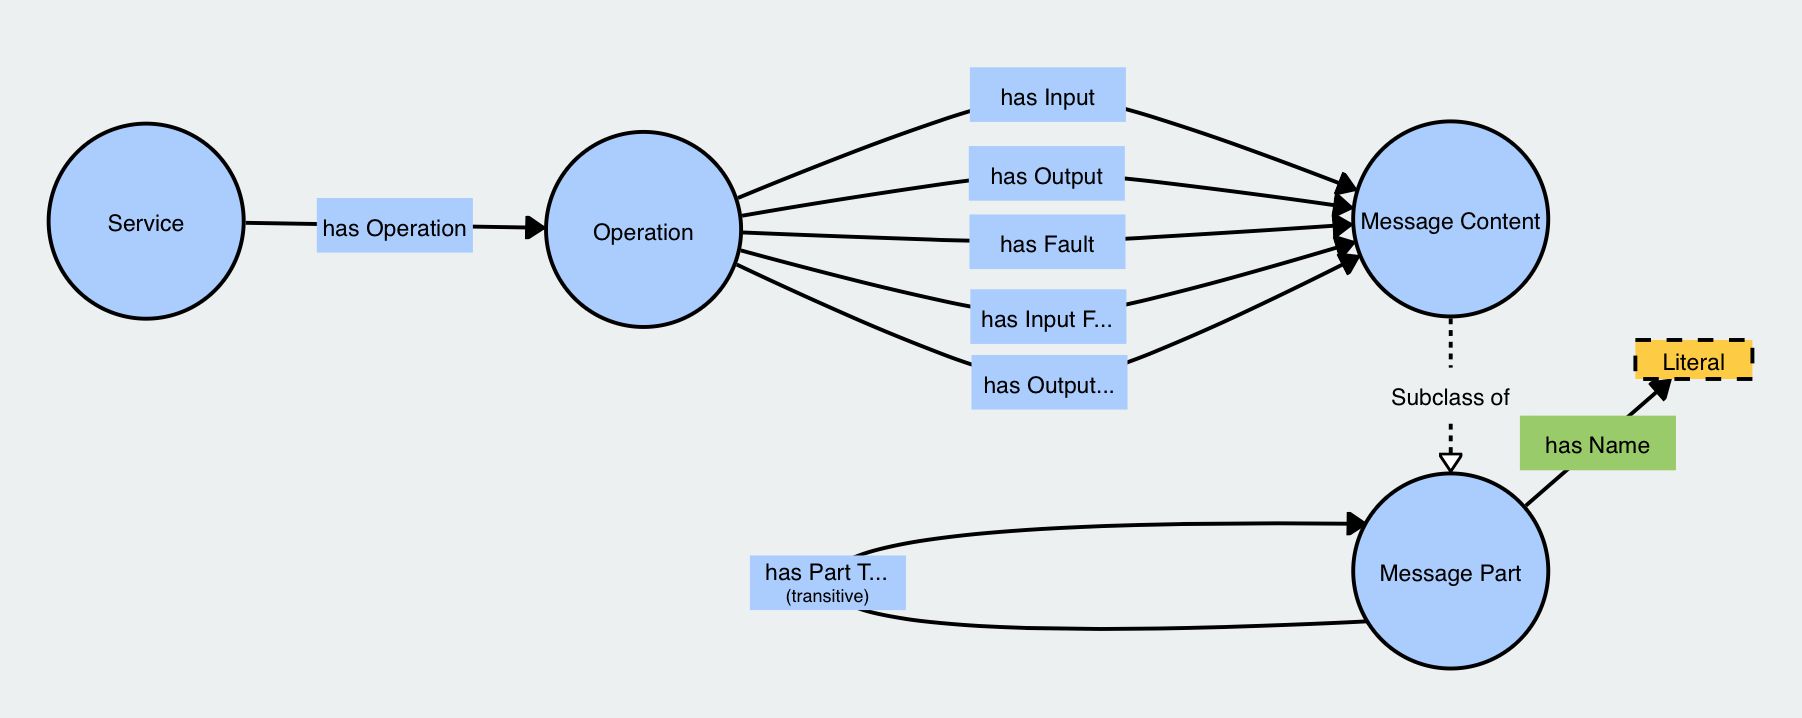 Service
has Operation
Operation
has Input
has Output
has Fault
has Input F...
has Output...
Message Content
Subclass of
Literal
has Name
has Part T...
(transitive)
Message Part